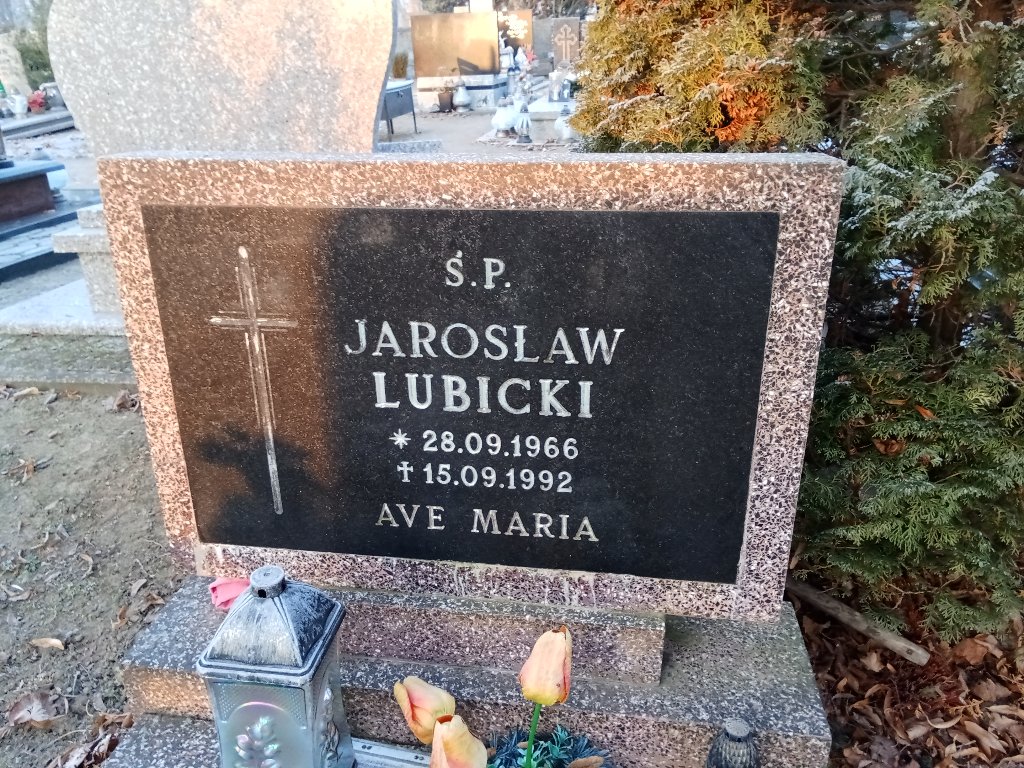 Ś.P.
JAROSŁAW
LUBICKI
* 28.09.1966
† 15.09.1992
AVE MARIA